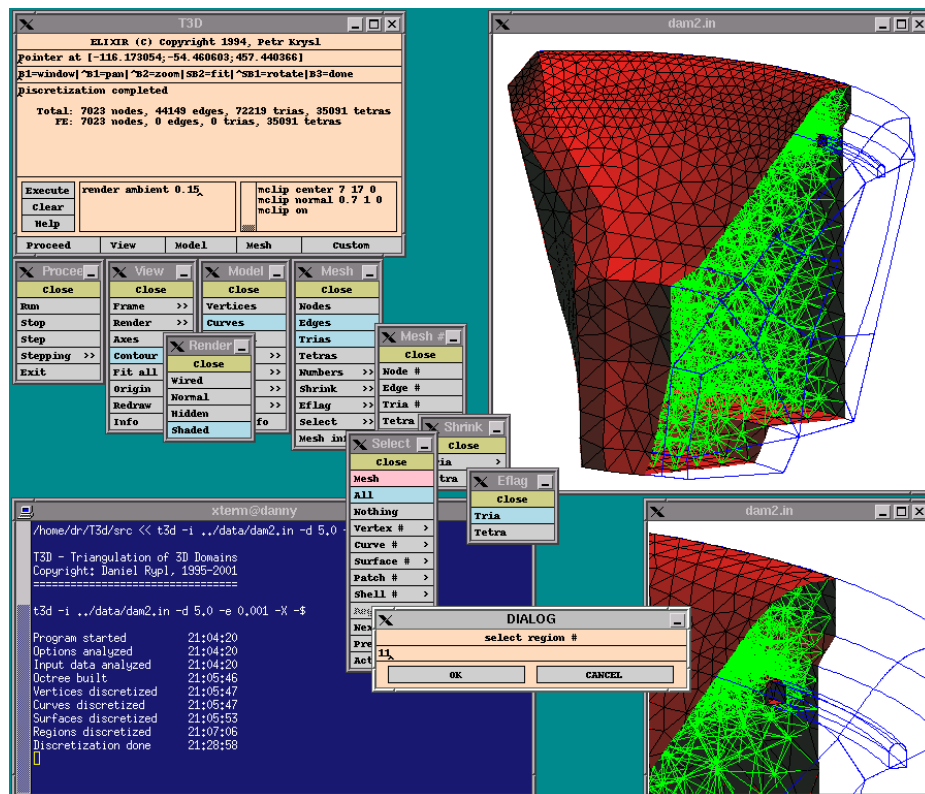 T3D
ELIXIR (C) Copyright 1994, Petr Krysl
Pointer at [-116.173054;-54.460603;457.440366]
B1=window|^B1=pan|^B2=zoom|SB2=fit|^SB1=rotate|B3=done
Discretization completed
Total: 7023 nodes, 44149 edges, 72219 trias, 35091 tetras
FE: 7023 nodes, 0 edges, 0 trias, 35091 tetras
Execute
Clear
Help
render ambient 0.15
mclip center 7 17 0
mclip normal 0.7 1 0
mclip on
Proceed View Model Mesh Custom
dam2.in
Procee
Close
Run
Stop
Step
Stepping >>
Exit
View
Close
Frame >>
Render >>
Axes
Contour
Fit all
Origin
Redraw
Info
Model
Close
Vertices
Curves
>>
>>
>>
fo
Render
Close
Wired
Normal
Hidden
Shaded
Mesh
Close
Nodes
Edges
Trias
Tetras
Numbers >>
Shrink >>
Eflag >>
Select >>
Mesh in
Mesh #
Close
Node #
Edge #
Tria #
Tetra
Shrink
Close
ria >
tra
Select
Close
Mesh
All
Nothing
Vertex # >
Curve # >
Surface # >
Patch # >
Shell # >
Nex
Pre
Act
Eflag
Close
Tria
Tetra
DIALOG
select region #
11
OK CANCEL
xterm@danny
/home/dr/T3d/src << t3d -i ../data/dam2.in -d 5.0 -
T3D - Triangulation of 3D Domains
Copyright: Daniel Rypl, 1995-2001
=================================
t3d -i ../data/dam2.in -d 5.0 -e 0.001 -X -$
Program started 21:04:20
Options analyzed 21:04:20
Input data analyzed 21:04:20
Octree built 21:05:46
Vertices discretized 21:05:47
Curves discretized 21:05:47
Surfaces discretized 21:05:53
Regions discretized 21:07:06
Discretization done 21:28:58
dam2.in